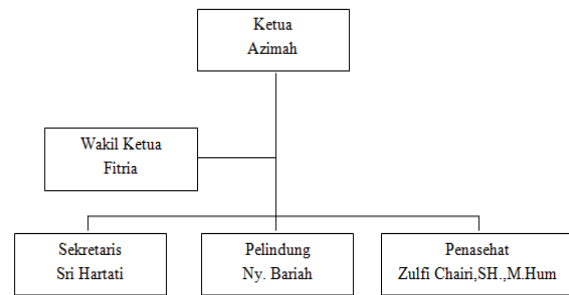 Ketua
Azimah
Wakil Ketua
Fitria
Sekretaris
Sri Hartati
Pelindung
Ny. Bariah
Penasehat
Zulfi Chairi,SH.,M.Hum